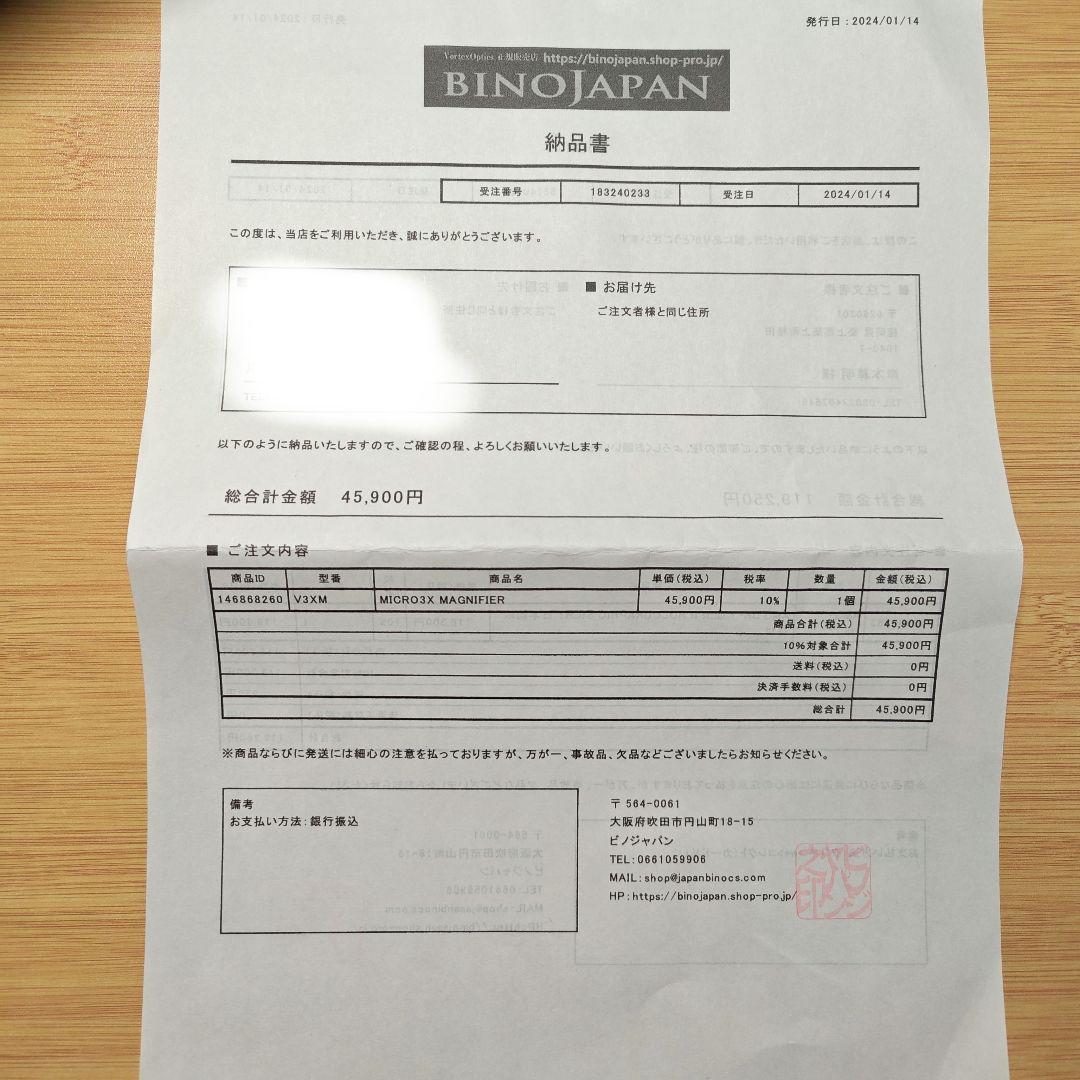 発行日：2024/01/14
VortexOptics 正規販売店 https://binojapan.shop-pro.jp/
BINOJAPAN
納品書
受注番号 183240233 受注日 2024/01/14
この度は、当店をご利用いただき、誠にありがとうございます。
■ お届け先
ご注文者様と同じ住所
以下のように納品いたしますので、ご確認の程、よろしくお願いいたします。
総合計金額 45,900円
■ ご注文内容
商品ID 型番 商品名 単価(税込) 税率 数量 金額(税込)
146868260 V3XM MICRO3X MAGNIFIER 45,900円 10% 1個 45,900円
商品合計(税込) 45,900円
10%対象合計 45,900円
送料(税込) 0円
決済手数料(税込) 0円
総合計 45,900円
※商品ならびに発送には細心の注意を払っておりますが、万が一、事故品、欠品などございましたらお知らせください。
備考
お支払い方法：銀行振込
〒 564-0061
大阪府吹田市円山町18-15
ビノジャパン
TEL：0661059906
MAIL：shop@japanbinocs.com
HP：https://binojapan.shop-pro.jp/